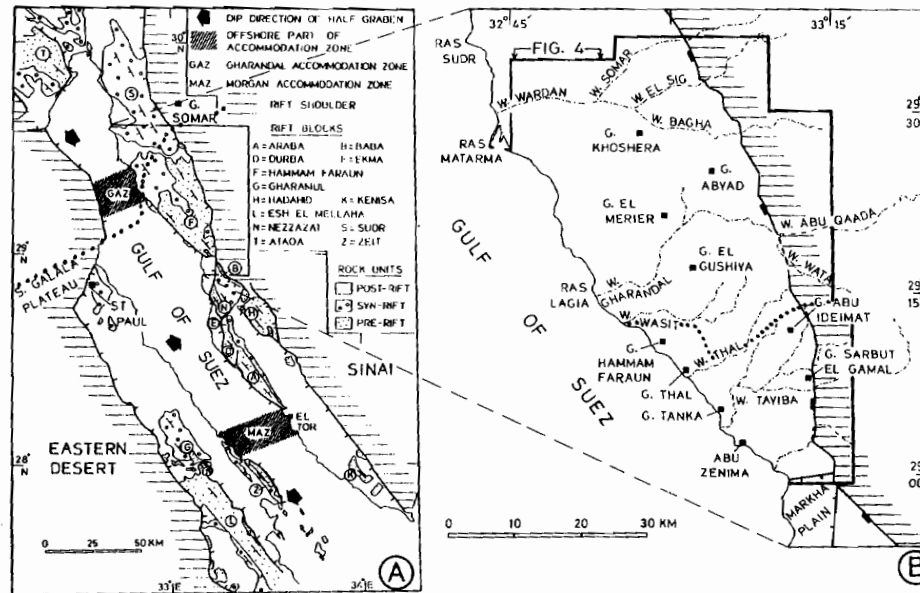 DIP DIRECTION OF HALF GRABEN
OFFSHORE PART OF
ACCOMMODATION ZONE
GAZ GHARANDAL ACCOMMODATION ZONE
MAZ MORGAN ACCOMMODATION ZONE
RIFT SHOULDER
RIFT BLOCKS
A = ARABA B = BABA
D = DURBA
F = HAMMAM FARAUN
H = HADAHID K = KENISA
L = ESH EL MELLAHA
S = SUDR
Z = ZEIT
ROCK UNITS
POST-RIFT
SYN-RIFT
PRE-RIFT
30
N
G.
SOMAR
T
S
GAZ
F
29
N
S. GALALA
PLATEAU
ST
PAUL
GULF
OF
SUEZ
B
N
H
E
D
A
SINAI
EL
TOR
MAZ
EASTERN
DESERT
28
N
G
K
Z
L
0 25 50 KM
33 E
34 E
A
32 45
33 15
RAS
SUDR
FIG. 4
W. SOMAR
W. EL SIG
W. WARDAN
29
30
W. BAGHA
RAS
MATARMA
G.
KHOSHERA
G.
ABYAD
G. EL
MERIER
W. ABU QAADA
GULF
OF
SUEZ
G. EL
GUSHIYA
W. WATA
RAS
LAGIA
W. GHARANDAL
29
15
G. ABU
IDEIMAT
W. WASIT
G.
HAMMAM
FARAUN
W. THAL
G. SARBUT
EL GAMAL
G. THAL
G. TANKA
W. TAYIBA
ABU
ZENIMA
29
00
MARKHA
PLAIN
0 10 20 30 KM
B